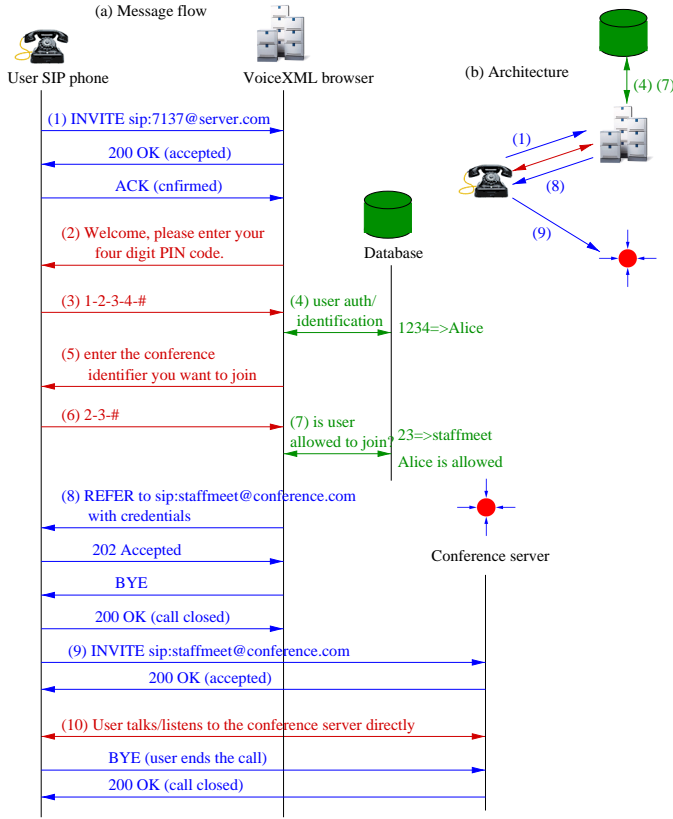 (a) Message flow
User SIP phone
VoiceXML browser
(b) Architecture
(4) (7)
(1) INVITE sip:7137@server.com
(1)
200 OK (accepted)
(8)
ACK (cnfirmed)
(9)
(2) Welcome, please enter your
four digit PIN code.
Database
(3) 1-2-3-4-#
(4) user auth/
identification
1234=>Alice
(5) enter the conference
identifier you want to join
(6) 2-3-#
(7) is user
allowed to join?
23=>staffmeet
Alice is allowed
(8) REFER to sip:staffmeet@conference.com
with credentials
202 Accepted
Conference server
BYE
200 OK (call closed)
(9) INVITE sip:staffmeet@conference.com
200 OK (accepted)
(10) User talks/listens to the conference server directly
BYE (user ends the call)
200 OK (call closed)